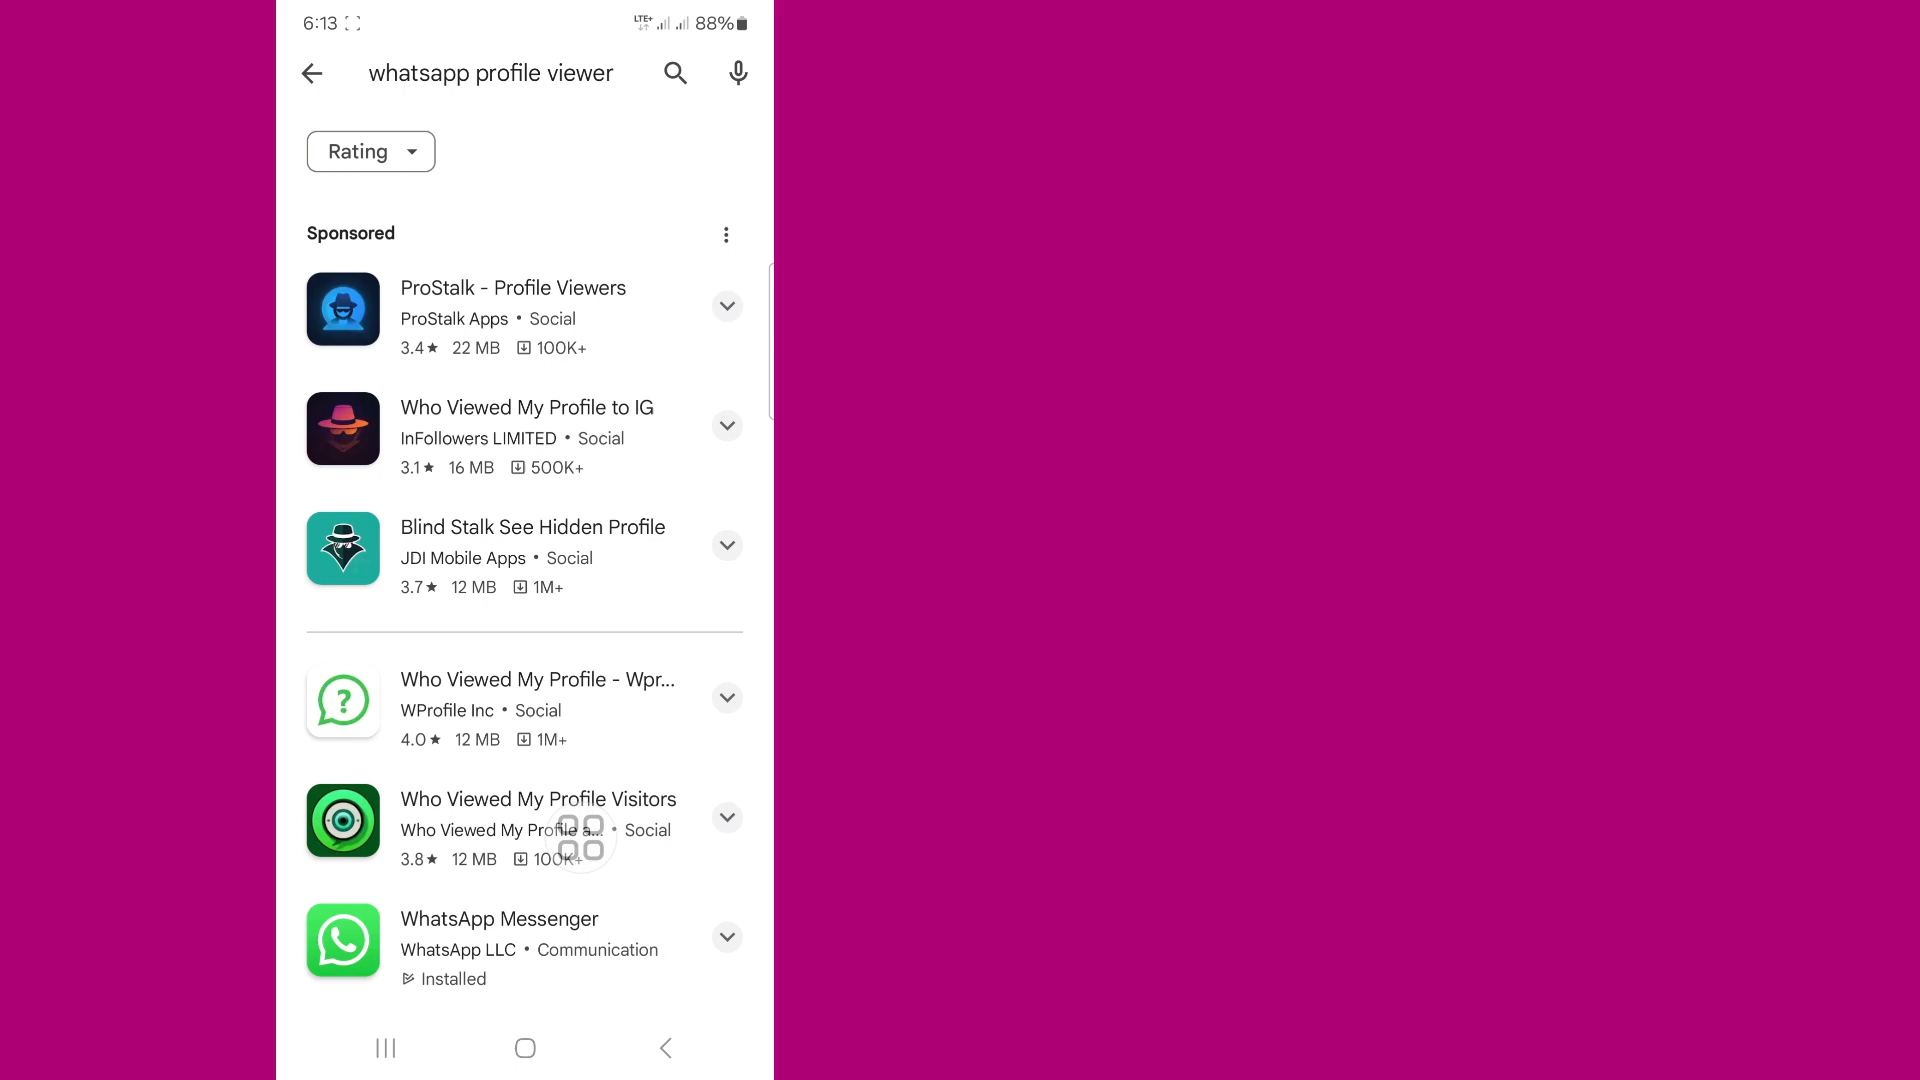 6:13 LTE+ 88%
whatsapp profile viewer
Rating
Sponsored
ProStalk - Profile Viewers
ProStalk Apps • Social
3.4★ 22 MB 100K+
Who Viewed My Profile to IG
InFollowers LIMITED • Social
3.1★ 16 MB 500K+
Blind Stalk See Hidden Profile
JDI Mobile Apps • Social
3.7★ 12 MB 1M+
Who Viewed My Profile - Wpr...
WProfile Inc • Social
4.0★ 12 MB 1M+
Who Viewed My Profile Visitors
Who Viewed My Profile a... • Social
3.8★ 12 MB 100K+
WhatsApp Messenger
WhatsApp LLC • Communication
Installed